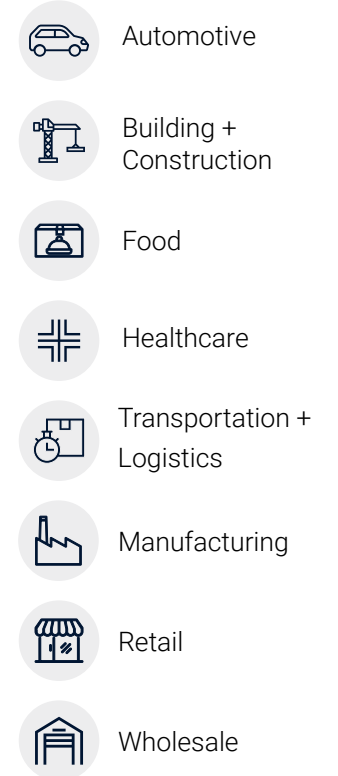 Automotive
Building +
Construction
Food
Healthcare
Transportation +
Logistics
Manufacturing
Retail
Wholesale